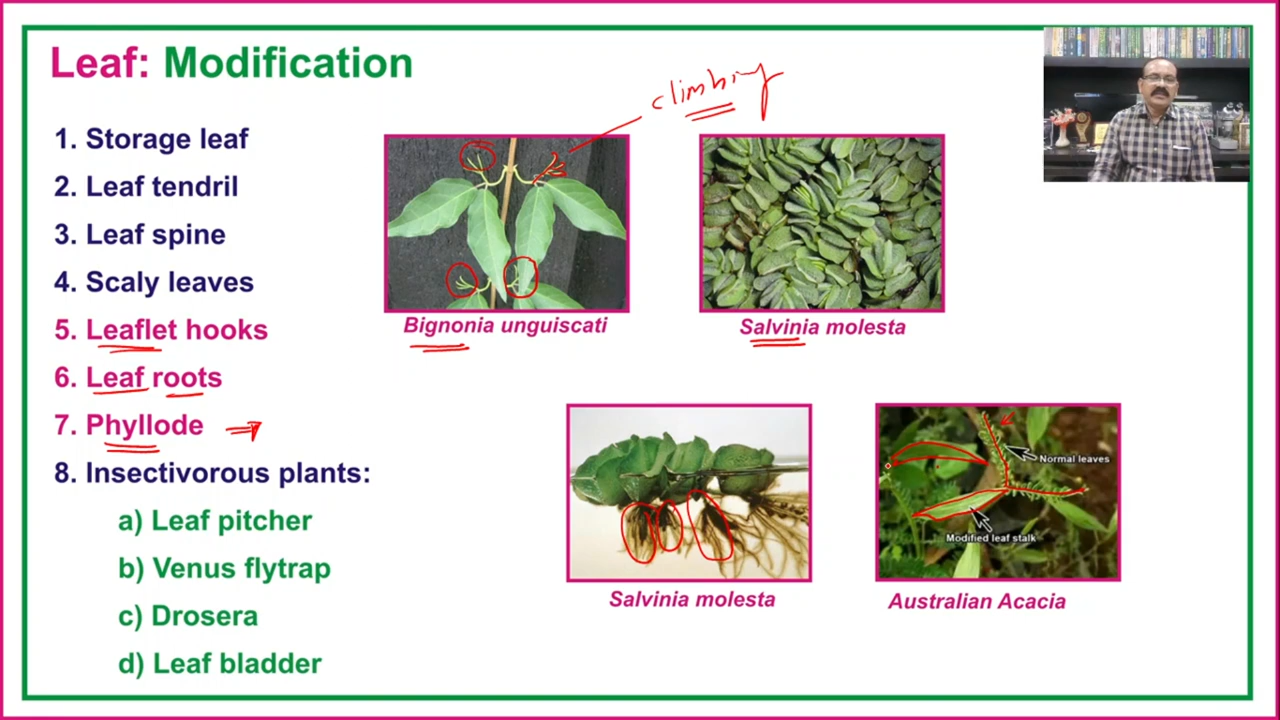 Leaf: Modification
1. Storage leaf
2. Leaf tendril
3. Leaf spine
4. Scaly leaves
5. Leaflet hooks
6. Leaf roots
7. Phyllode
8. Insectivorous plants:
a) Leaf pitcher
b) Venus flytrap
c) Drosera
d) Leaf bladder
climbing
Bignonia unguiscati
Salvinia molesta
Salvinia molesta
Normal leaves
Modified leaf stalk
Australian Acacia